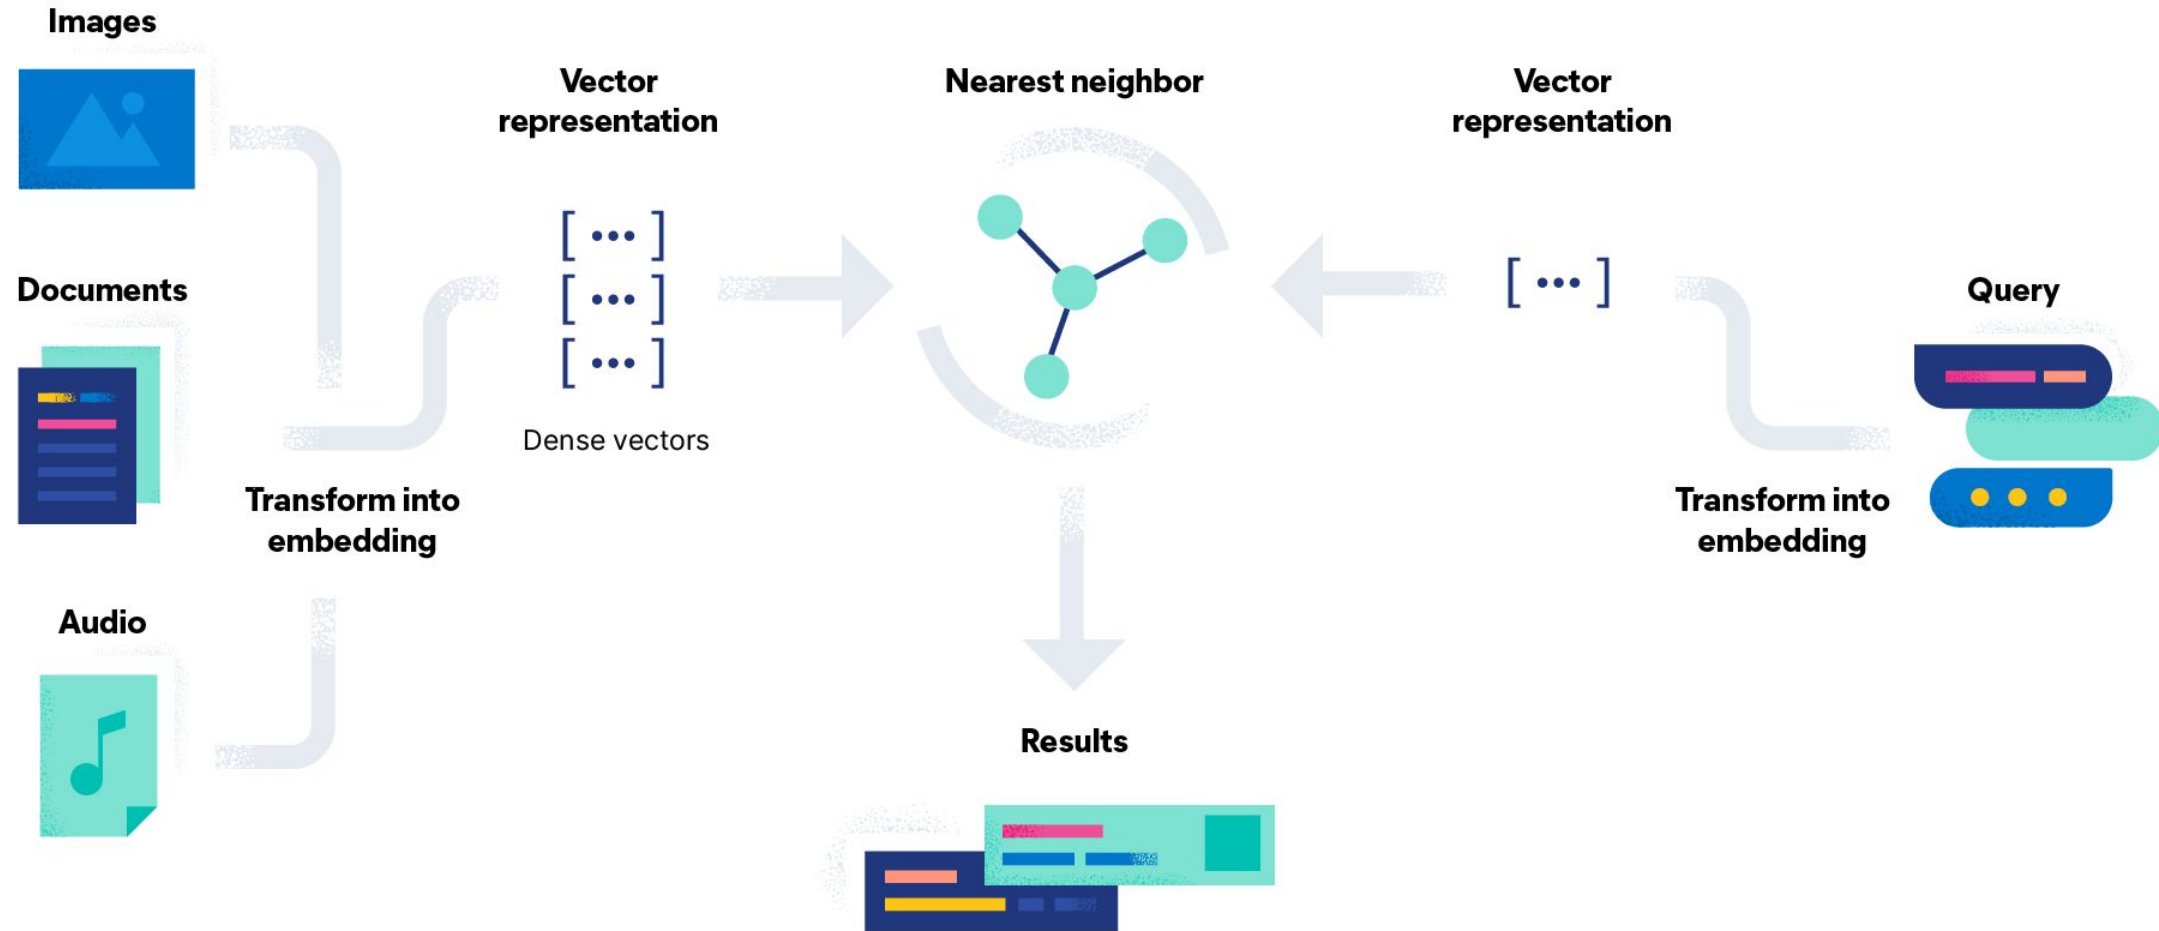 Images
Documents
Audio
Transform into
embedding
Vector
representation
[ ••• ]
[ ••• ]
[ ••• ]
Dense vectors
Nearest neighbor
Results
Vector
representation
[ ••• ]
Transform into
embedding
Query